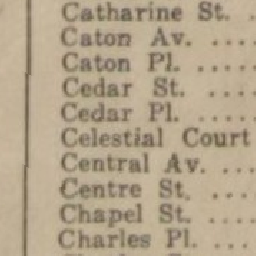 Catharine St. .
Caton Av. ....
Caton Pl. .....
Cedar St. ....
Cedar Pl. ....
Celestial Court
Central Av. ...
Centre St. ....
Chapel St. ....
Charles Pl. ...